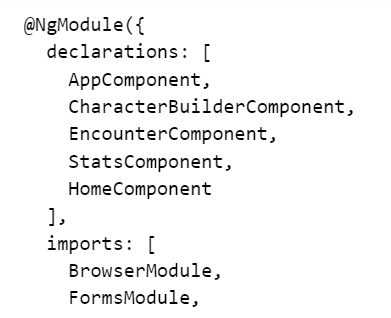 @NgModule({
  declarations: [
    AppComponent,
    CharacterBuilderComponent,
    EncounterComponent,
    StatsComponent,
    HomeComponent
  ],
  imports: [
    BrowserModule,
    FormsModule,